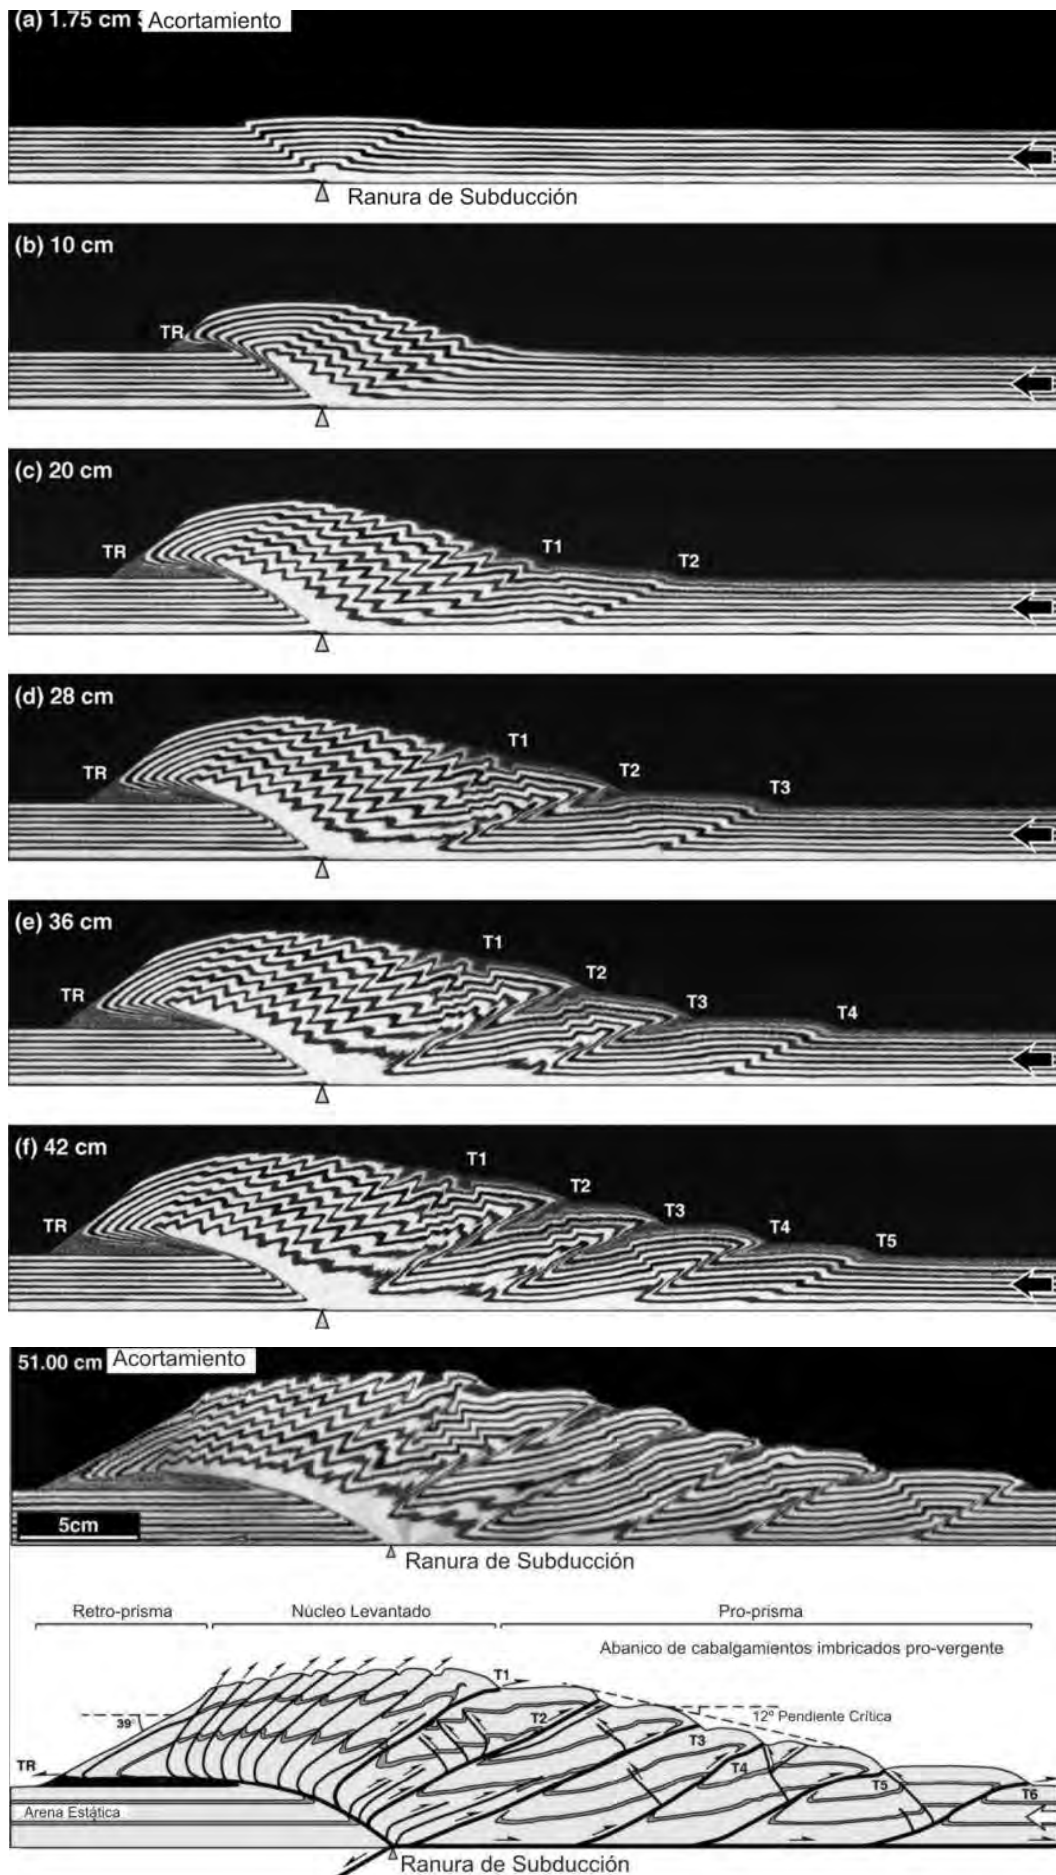 (a) 1.75 cm S Acortamiento
Ranura de Subducción
(b) 10 cm
TR
(c) 20 cm
TR
T1
T2
(d) 28 cm
TR
T1
T2
T3
(e) 36 cm
TR
T1
T2
T3
T4
(f) 42 cm
TR
T1
T2
T3
T4
T5
51.00 cm Acortamiento
5cm
Ranura de Subducción
Retro-prisma Núcleo Levantado Pro-prisma
Abanico de cabalgamientos imbricados pro-vergente
T1
39°
T2
12º Pendiente Crítica
T3
TR
T4
T5
T6
Arena Estática
Ranura de Subducción